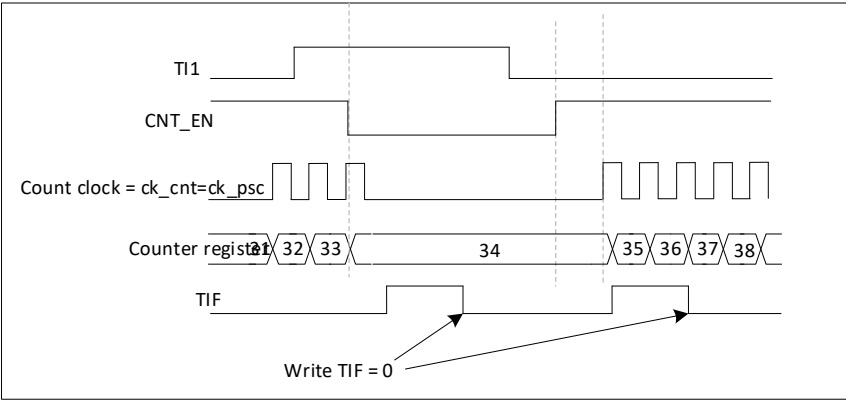 TI1
CNT_EN
Count clock = ck_cnt=ck_psc
Counter register 31 32 33 34 35 36 37 38
TIF
Write TIF = 0